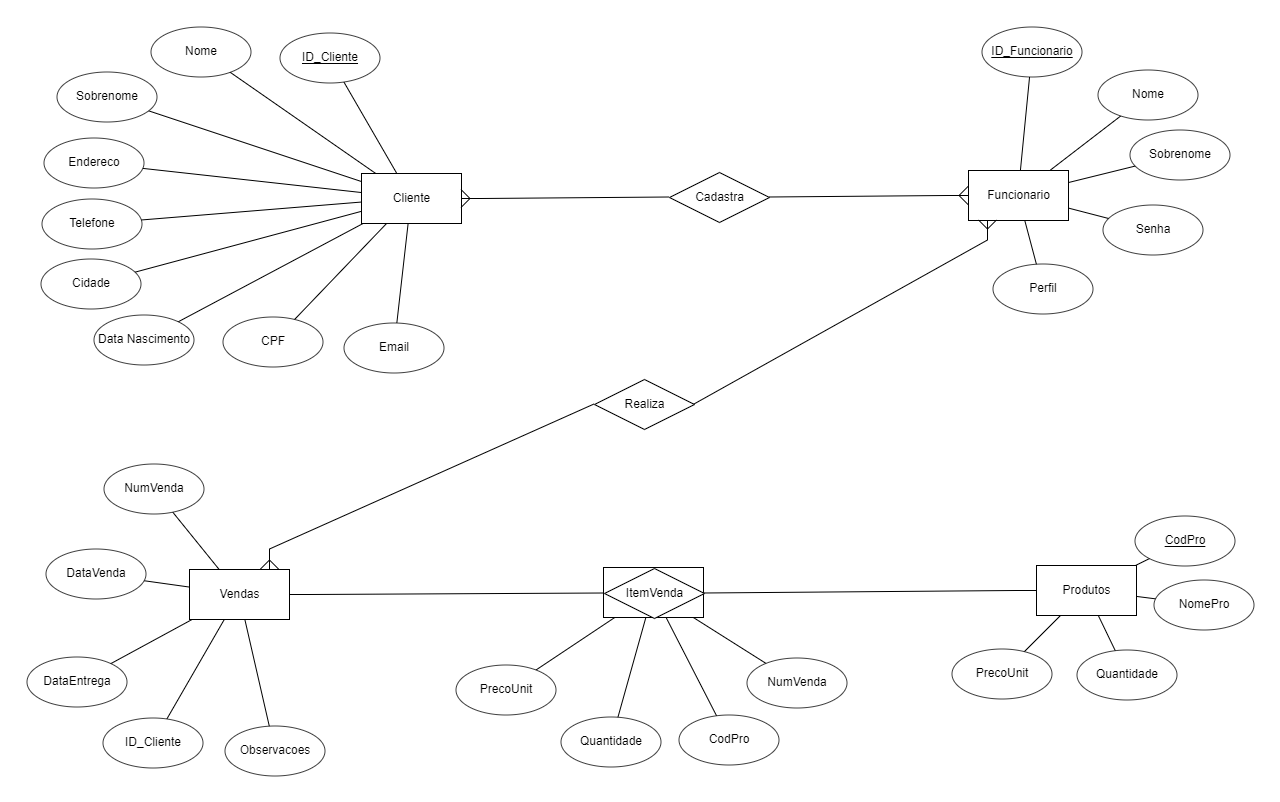 Nome
ID_Cliente
Sobrenome
Endereco
Telefone
Cidade
Data Nascimento
CPF
Email
Cliente
Cadastra
Funcionario
ID_Funcionario
Nome
Sobrenome
Senha
Perfil
Realiza
NumVenda
DataVenda
Vendas
DataEntrega
ID_Cliente
Observacoes
ItemVenda
PrecoUnit
Quantidade
CodPro
NumVenda
Produtos
CodPro
NomePro
PrecoUnit
Quantidade